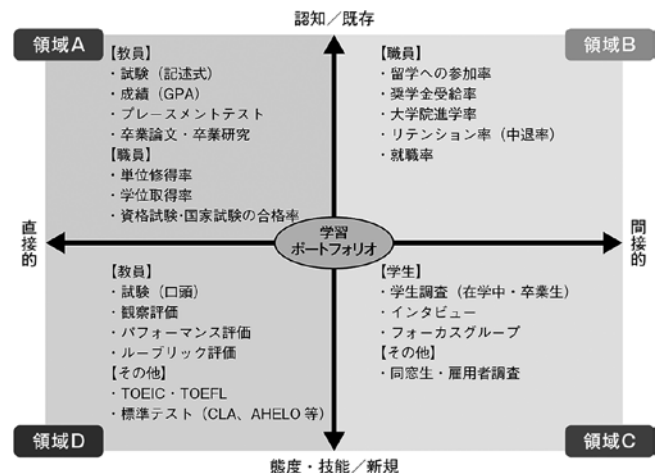 認知／既存
領域A
【教員】
・試験（記述式）
・成績（GPA）
・プレースメントテスト
・卒業論文・卒業研究
【職員】
・単位修得率
・学位取得率
・資格試験・国家試験の合格率
領域B
【職員】
・留学への参加率
・奨学金受給率
・大学院進学率
・リテンション率（中退率）
・就職率
直接的
学習
ポートフォリオ
間接的
【教員】
・試験（口頭）
・観察評価
・パフォーマンス評価
・ルーブリック評価
【その他】
・TOEIC・TOEFL
・標準テスト（CLA、AHELO 等）
領域D
【学生】
・学生調査（在学中・卒業生）
・インタビュー
・フォーカスグループ
【その他】
・同窓生・雇用者調査
領域C
態度・技能／新規